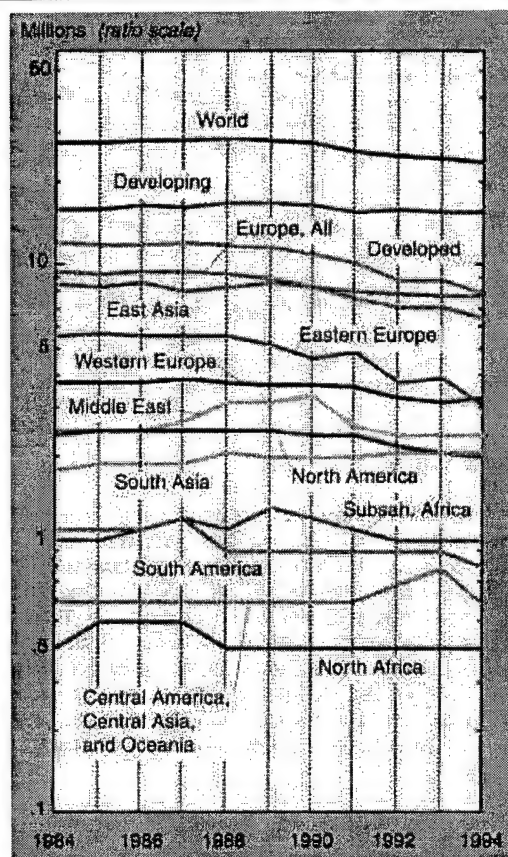 Millions (ratio scale)
50
World
Developing
Europe, All
Developed
10
East Asia
Eastern Europe
5
Western Europe
Middle East
North America
South Asia
Subsah. Africa
1
South America
.5
North Africa
Central America,
Central Asia,
and Oceania
.1
1984 1986 1988 1990 1992 1994